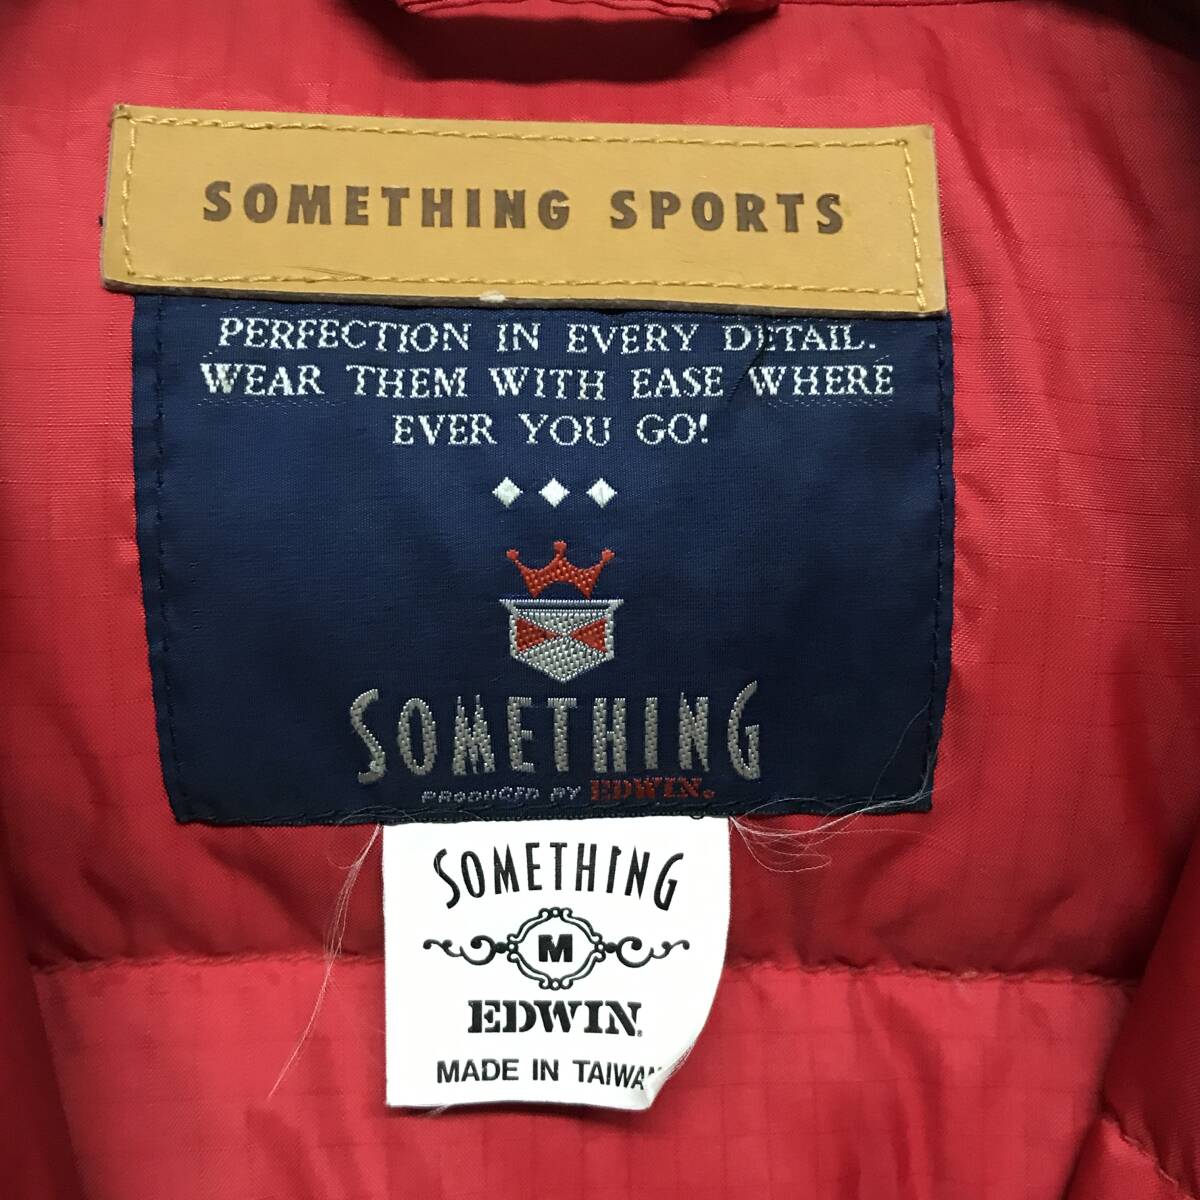 SOMETHING SPORTS
PERFECTION IN EVERY DETAIL.
WEAR THEM WITH EASE WHERE
EVER YOU GO!
SOMETHING
PRODUCED BY EDWIN.
SOMETHING
M
EDWIN
MADE IN TAIWAN